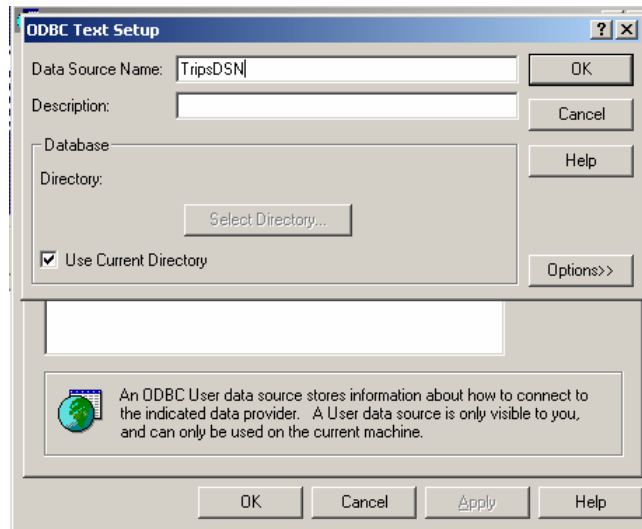 ODBC Text Setup
Data Source Name: TripsDSN
OK
Description:
Cancel
Database
Help
Directory:
Select Directory...
Use Current Directory
Options>>
An ODBC User data source stores information about how to connect to
the indicated data provider. A User data source is only visible to you,
and can only be used on the current machine.
OK Cancel Apply Help